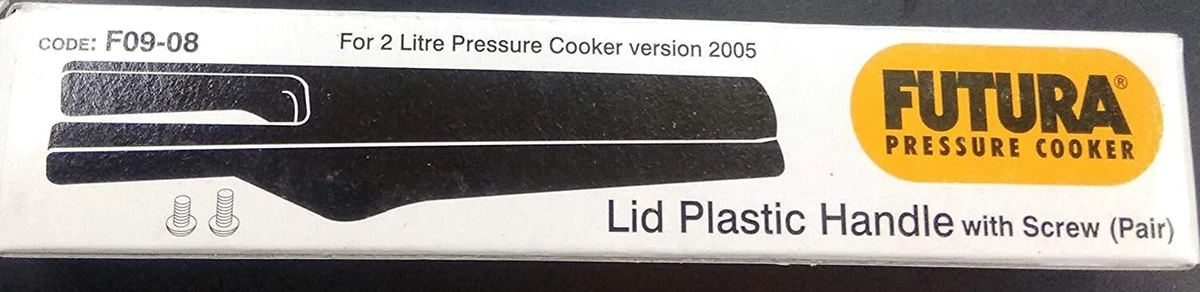 CODE: F09-08
For 2 Litre Pressure Cooker version 2005
FUTURA®
PRESSURE COOKER
Lid Plastic Handle with Screw (Pair)